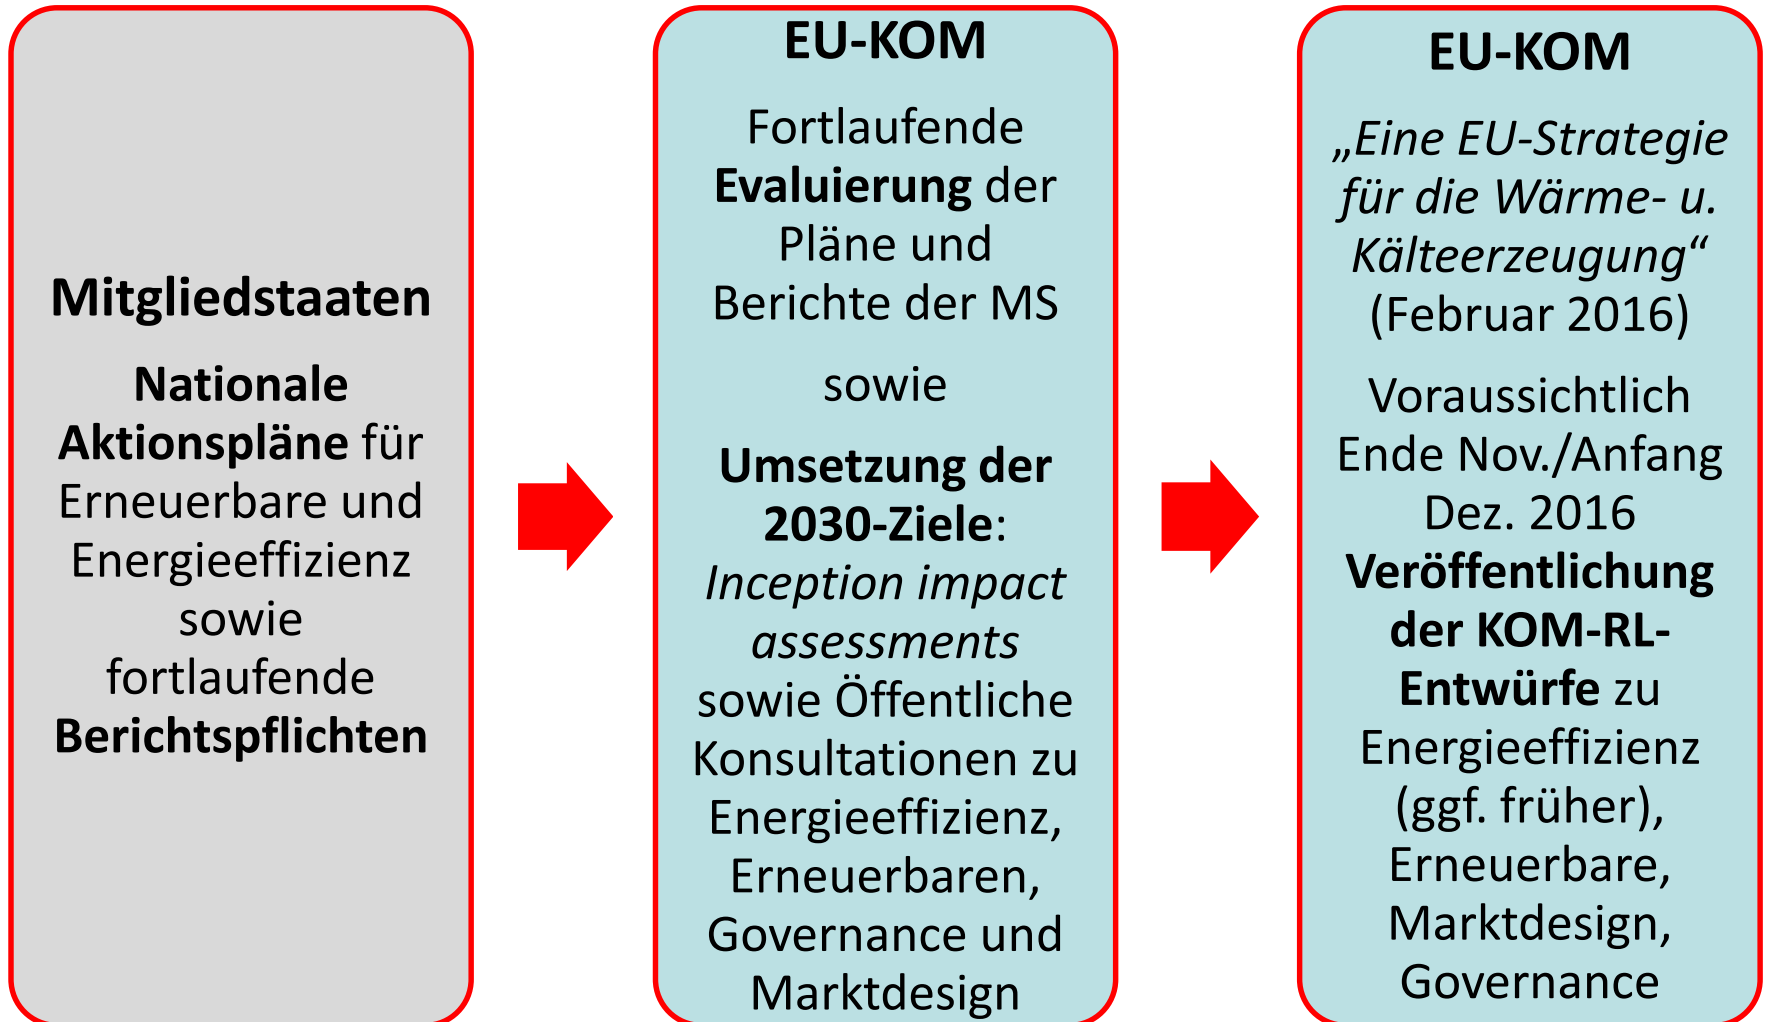 Mitgliedstaaten
Nationale
Aktionspläne für
Erneuerbare und
Energieeffizienz
sowie
fortlaufende
Berichtspflichten
EU-KOM
Fortlaufende
Evaluierung der
Pläne und
Berichte der MS
sowie
Umsetzung der
2030-Ziele:
Inception impact
assessments
sowie Öffentliche
Konsultationen zu
Energieeffizienz,
Erneuerbaren,
Governance und
Marktdesign
EU-KOM
„Eine EU-Strategie
für die Wärme- u.
Kälteerzeugung“
(Februar 2016)
Voraussichtlich
Ende Nov./Anfang
Dez. 2016
Veröffentlichung
der KOM-RL-
Entwürfe zu
Energieeffizienz
(ggf. früher),
Erneuerbare,
Marktdesign,
Governance